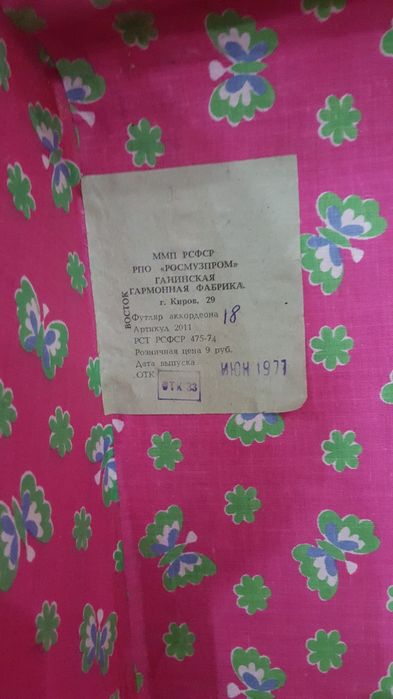 ММП РСФСР
РПО «РОСМУЗПРОМ»
ГАНИНСКАЯ
ГАРМОННАЯ ФАБРИКА.
г. Киров, 29
ВОСТОК
Футляр аккордеона 18
Артикул 2011
РСТ РСФСР 475-74
Розничная цена 9 руб.
Дата выпуска ИЮН 1977
ОТК ОТК 33